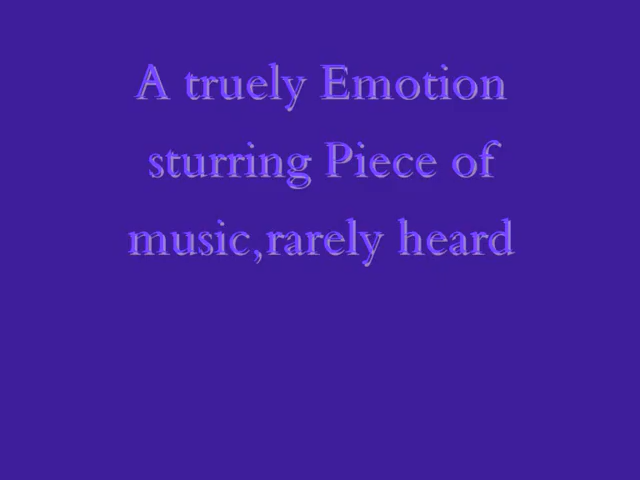 A truely Emotion
sturring Piece of
music,rarely heard